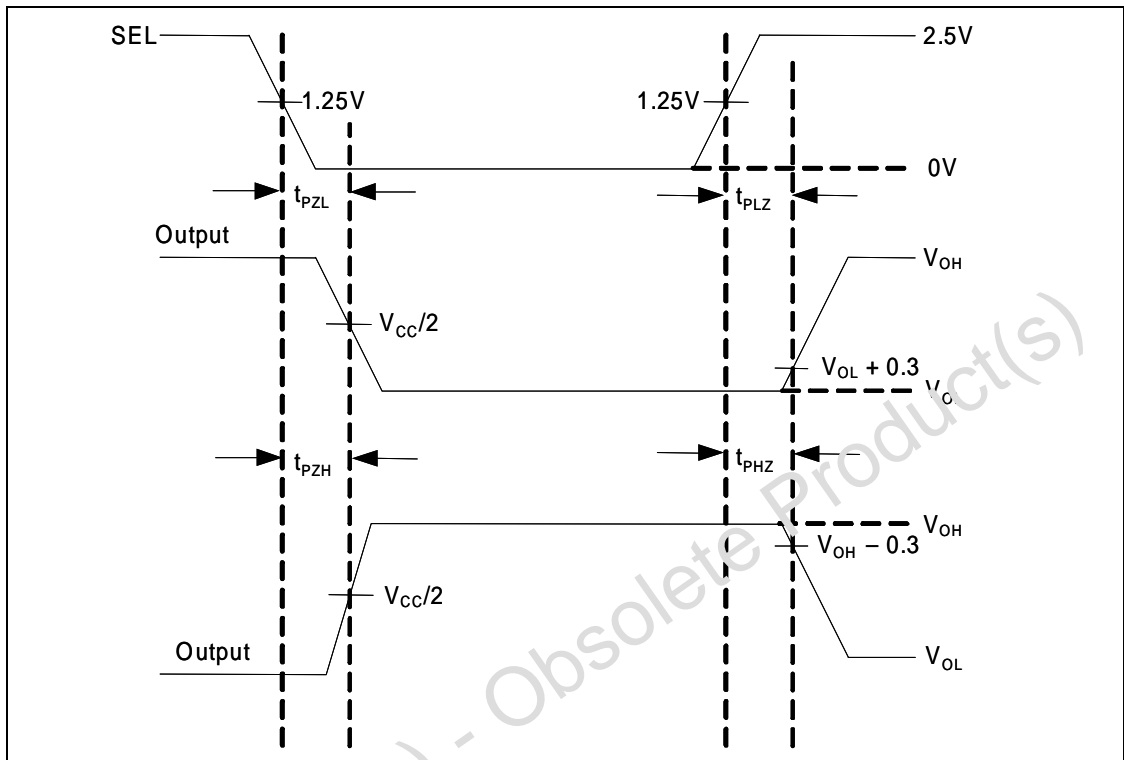 SEL
2.5V
1.25V
1.25V
0V
tPZL
tPLZ
Output
VOH
VCC/2
VOL + 0.3
tPZH
tPHZ
VOH
VOH – 0.3
VCC/2
Output
VOL
) - Obsolete Product(s)